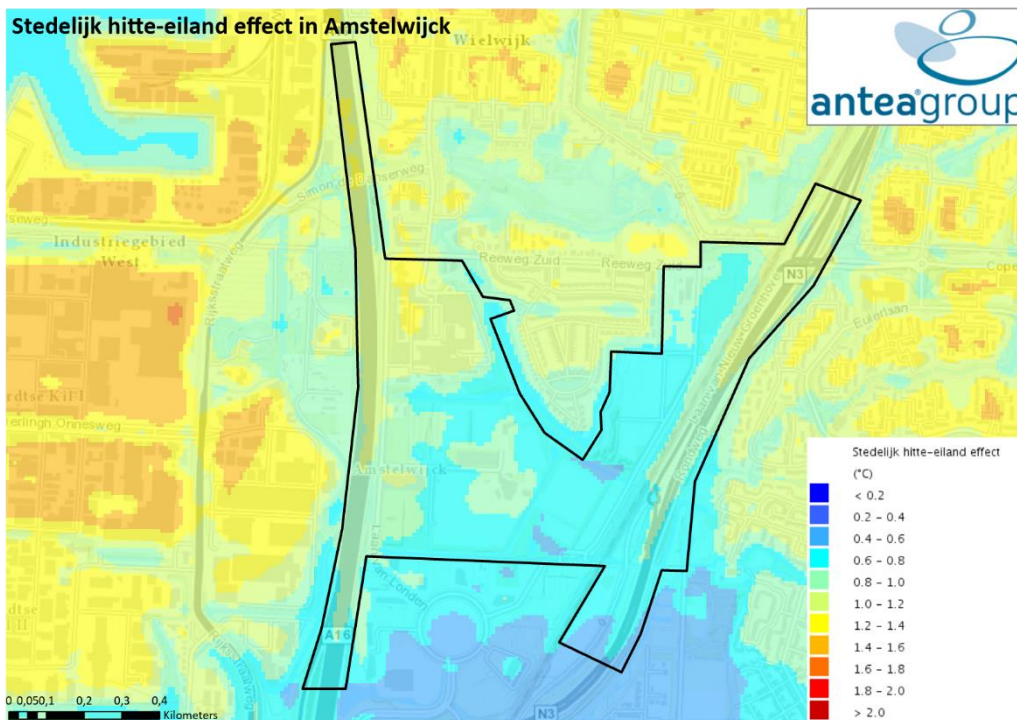 Stedelijk hitte-eiland effect in Amstelwijck
anteagroup
Wielwijk
Industriegebied
West
Rijksstraatweg
Reeweg Zuid
Reeweg Zuid
N3
Eulerlaan
Amstelwijck
A16
N3
Stedelijk hitte-eiland effect
(°C)
< 0.2
0.2 - 0.4
0.4 - 0.6
0.6 - 0.8
0.8 - 1.0
1.0 - 1.2
1.2 - 1.4
1.4 - 1.6
1.6 - 1.8
1.8 - 2.0
> 2.0
0 0,050,1 0,2 0,3 0,4
Kilometers